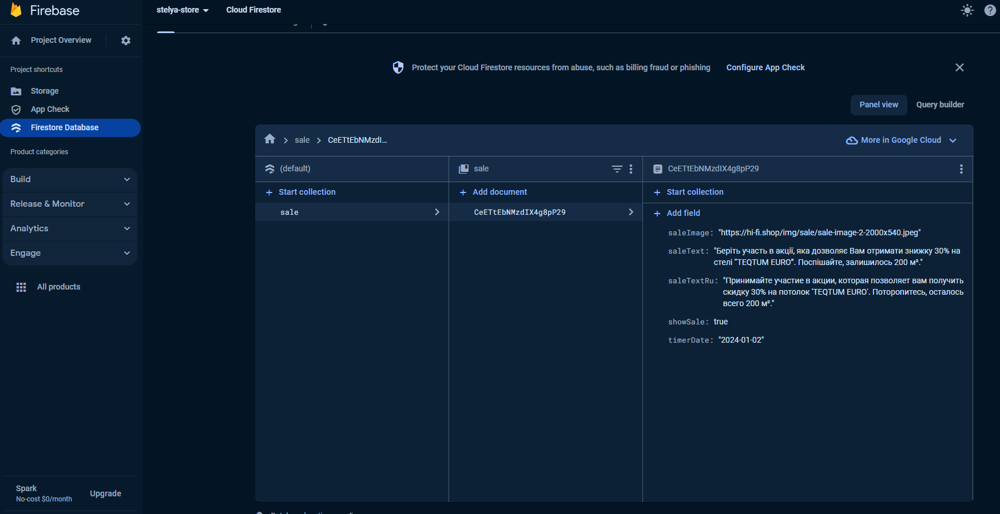 Firebase
stelya-store
Cloud Firestore
Project Overview
Project shortcuts
Storage
App Check
Firestore Database
Product categories
Build
Release & Monitor
Analytics
Engage
All products
Spark
No-cost $0/month
Upgrade
Protect your Cloud Firestore resources from abuse, such as billing fraud or phishing
Configure App Check
Panel view
Query builder
sale
CeETtEbNMzdI...
More in Google Cloud
(default)
Start collection
sale
sale
Add document
CeETtEbNMzdIX4g8pP29
CeETtEbNMzdIX4g8pP29
Start collection
Add field
saleImage: "https://hi-fi.shop/img/sale/sale-image-2-2000x540.jpeg"
saleText: "Беріть участь в акції, яка дозволяє Вам отримати знижку 30% на
стелі “TEQTUM EURO”. Поспішайте, залишилось 200 м²."
saleTextRu: "Принимайте участие в акции, которая позволяет вам получить
скидку 30% на потолок 'TEQTUM EURO'. Поторопитесь, осталось
всего 200 м²."
showSale: true
timerDate: "2024-01-02"